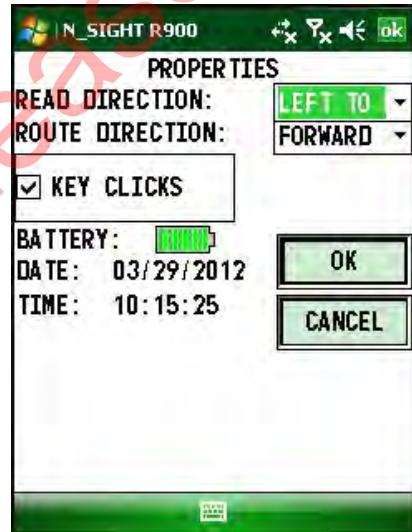 N_SIGHT R900 ok
PROPERTIES
READ DIRECTION: LEFT TO
ROUTE DIRECTION: FORWARD
KEY CLICKS
BATTERY:
DATE: 03/29/2012
OK
TIME: 10:15:25
CANCEL